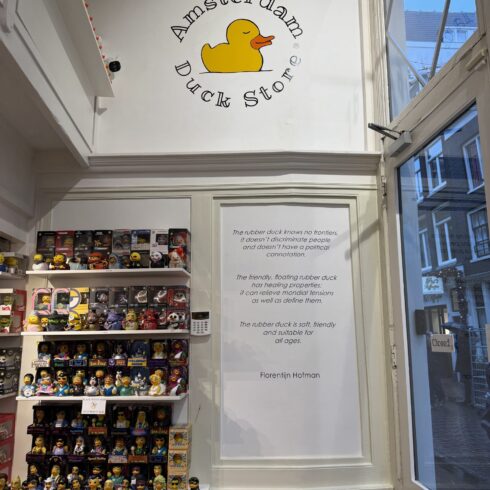 Amsterdam
Duck Store
The rubber duck knows no frontiers,
it doesn't discriminate people
and doesn't have a political
connotation.
The friendly, floating rubber duck
has healing properties:
it can relieve mondial tensions
as well as define them.
The rubber duck is soft, friendly
and suitable for
all ages.
Florentijn Hofman
Closed